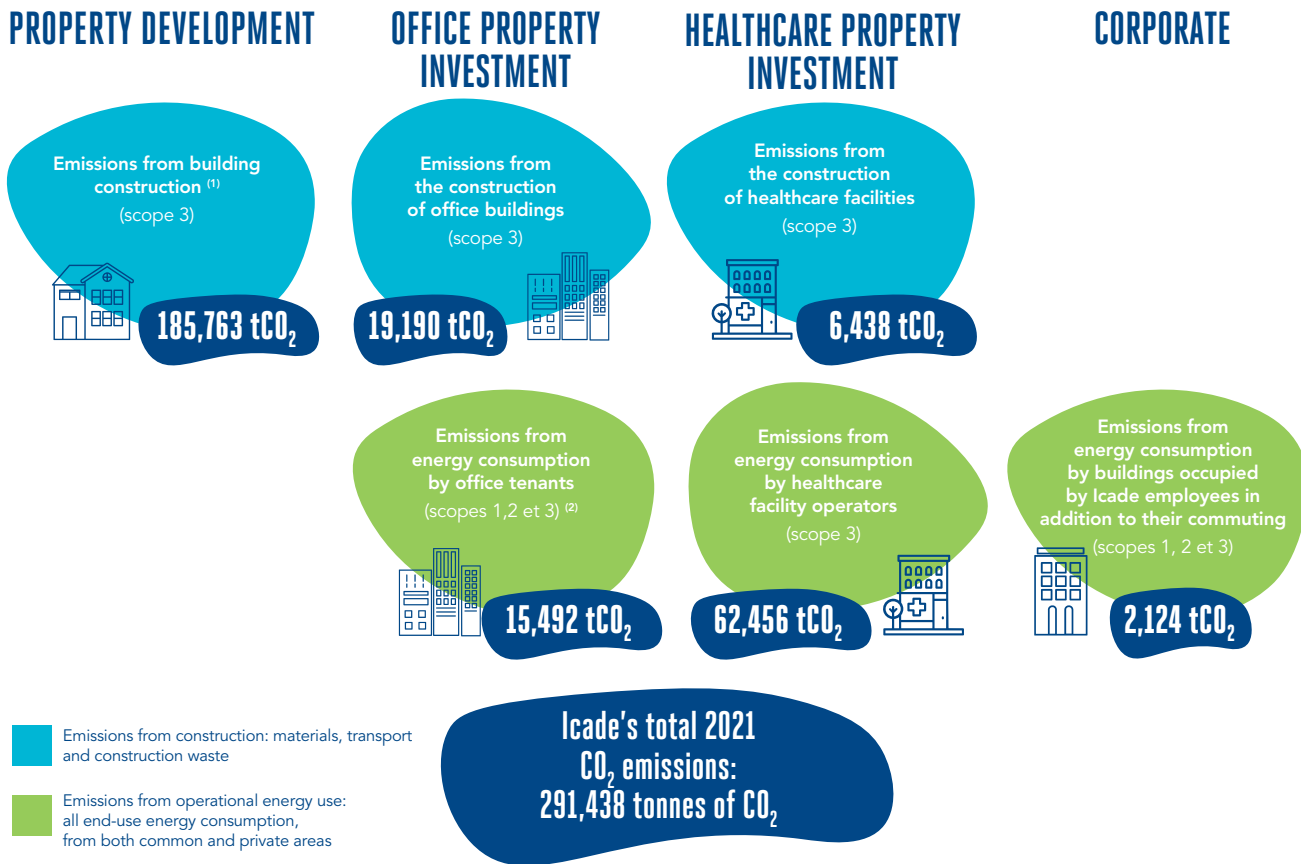 PROPERTY DEVELOPMENT
OFFICE PROPERTY
INVESTMENT
HEALTHCARE PROPERTY
INVESTMENT
CORPORATE
Emissions from building
construction (1)
(scope 3)
185,763 tCO₂
Emissions from
the construction
of office buildings
(scope 3)
19,190 tCO₂
Emissions from
the construction
of healthcare facilities
(scope 3)
6,438 tCO₂
Emissions from
energy consumption
by office tenants
(scopes 1,2 et 3) (2)
15,492 tCO₂
Emissions from
energy consumption
by healthcare
facility operators
(scope 3)
62,456 tCO₂
Emissions from
energy consumption
by buildings occupied
by Icade employees in
addition to their commuting
(scopes 1, 2 et 3)
2,124 tCO₂
Emissions from construction: materials, transport
and construction waste
Emissions from operational energy use:
all end-use energy consumption,
from both common and private areas
Icade's total 2021
CO₂ emissions:
291,438 tonnes of CO₂